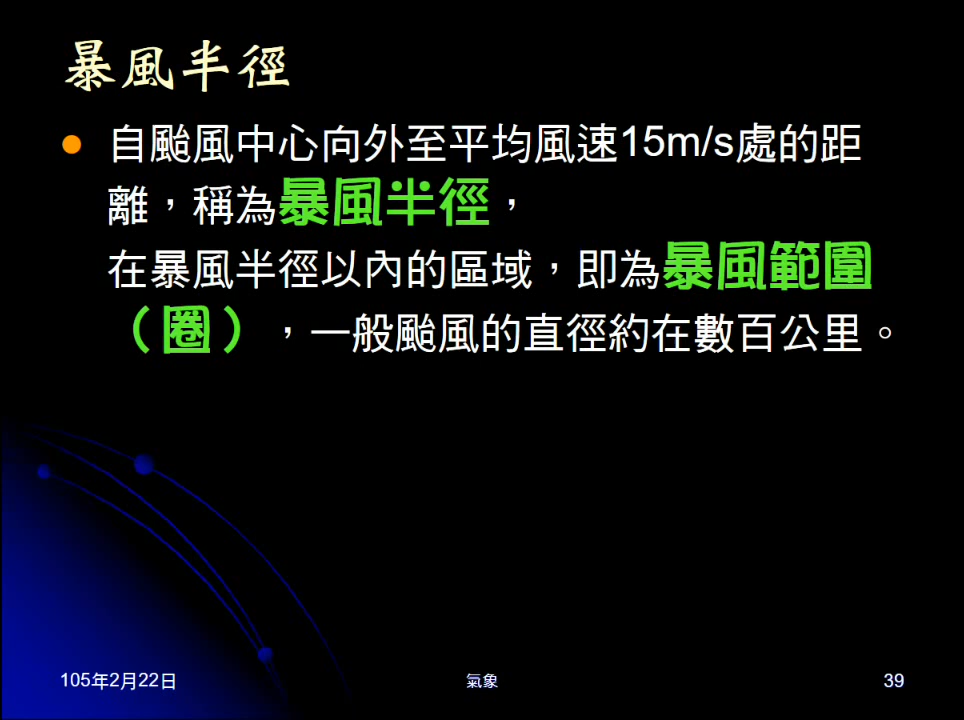 暴風半徑
自颱風中心向外至平均風速15m/s處的距
離，稱為暴風半徑，
在暴風半徑以內的區域，即為暴風範圍
（圈），一般颱風的直徑約在數百公里。
105年2月22日
氣象
39